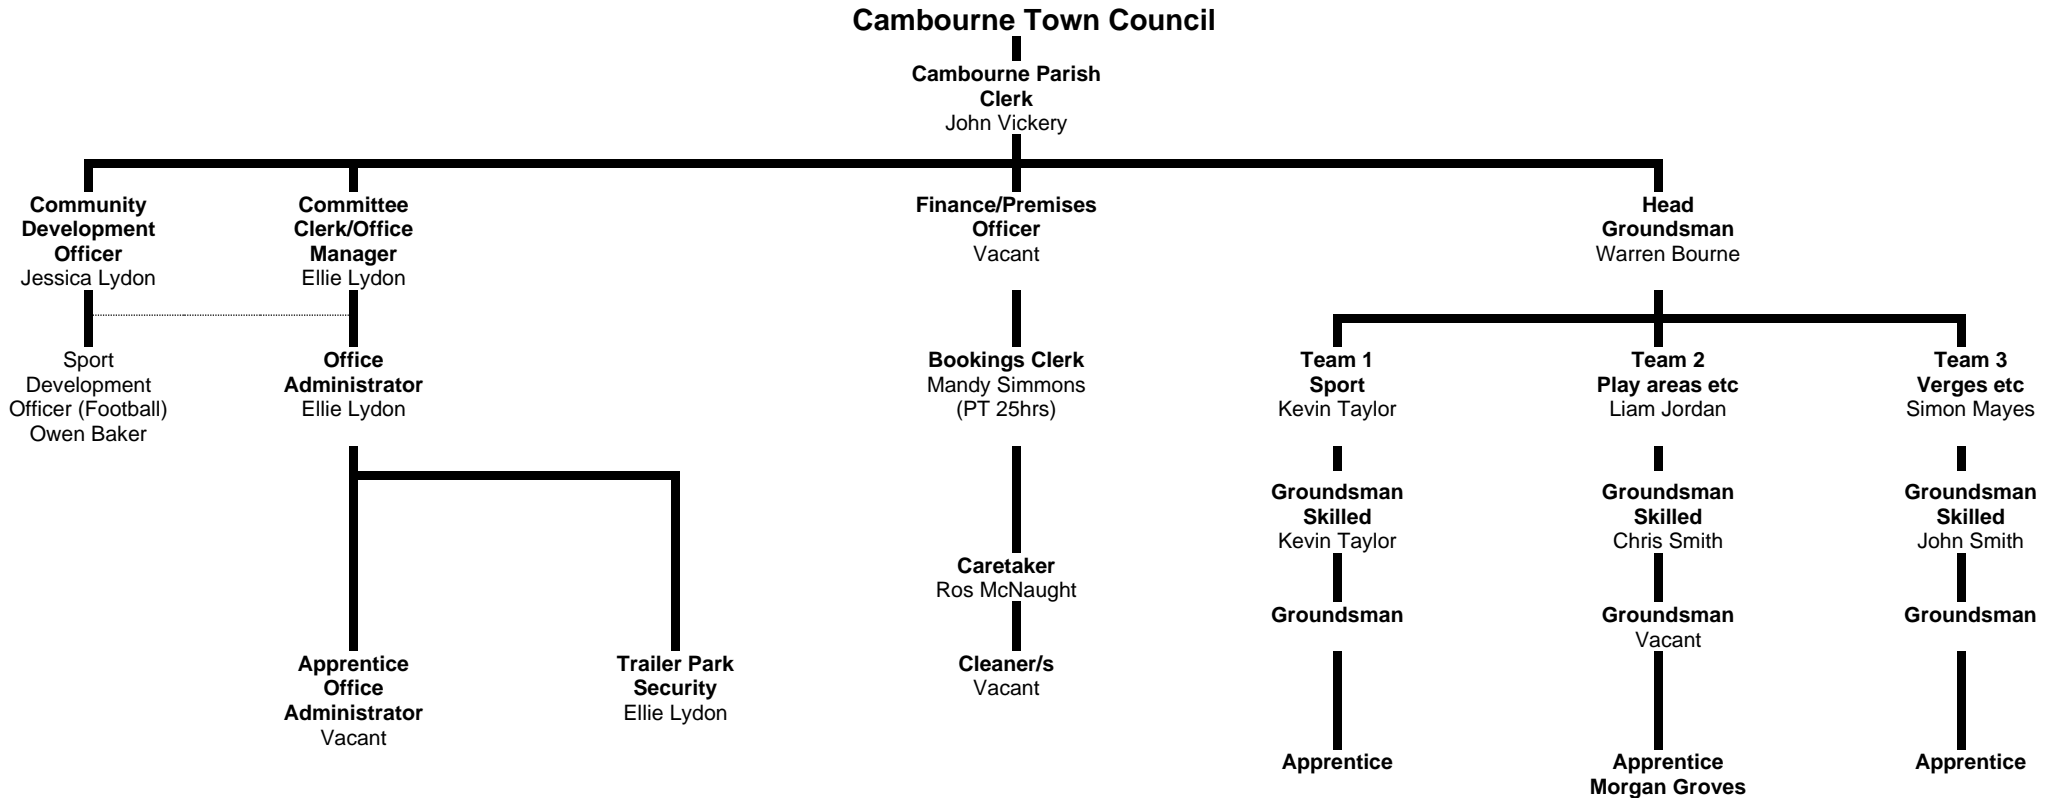 Cambourne Town Council
Cambourne Parish
Clerk
John Vickery
Community
Development
Officer
Jessica Lydon
Committee
Clerk/Office
Manager
Ellie Lydon
Finance/Premises
Officer
Vacant
Head
Groundsman
Warren Bourne
Sport
Development
Officer (Football)
Owen Baker
Office
Administrator
Ellie Lydon
Bookings Clerk
Mandy Simmons
(PT 25hrs)
Team 1
Sport
Kevin Taylor
Team 2
Play areas etc
Liam Jordan
Team 3
Verges etc
Simon Mayes
Groundsman
Skilled
Kevin Taylor
Groundsman
Skilled
Chris Smith
Groundsman
Skilled
John Smith
Caretaker
Ros McNaught
Groundsman
Groundsman
Vacant
Groundsman
Apprentice
Office
Administrator
Vacant
Trailer Park
Security
Ellie Lydon
Cleaner/s
Vacant
Apprentice
Apprentice
Morgan Groves
Apprentice